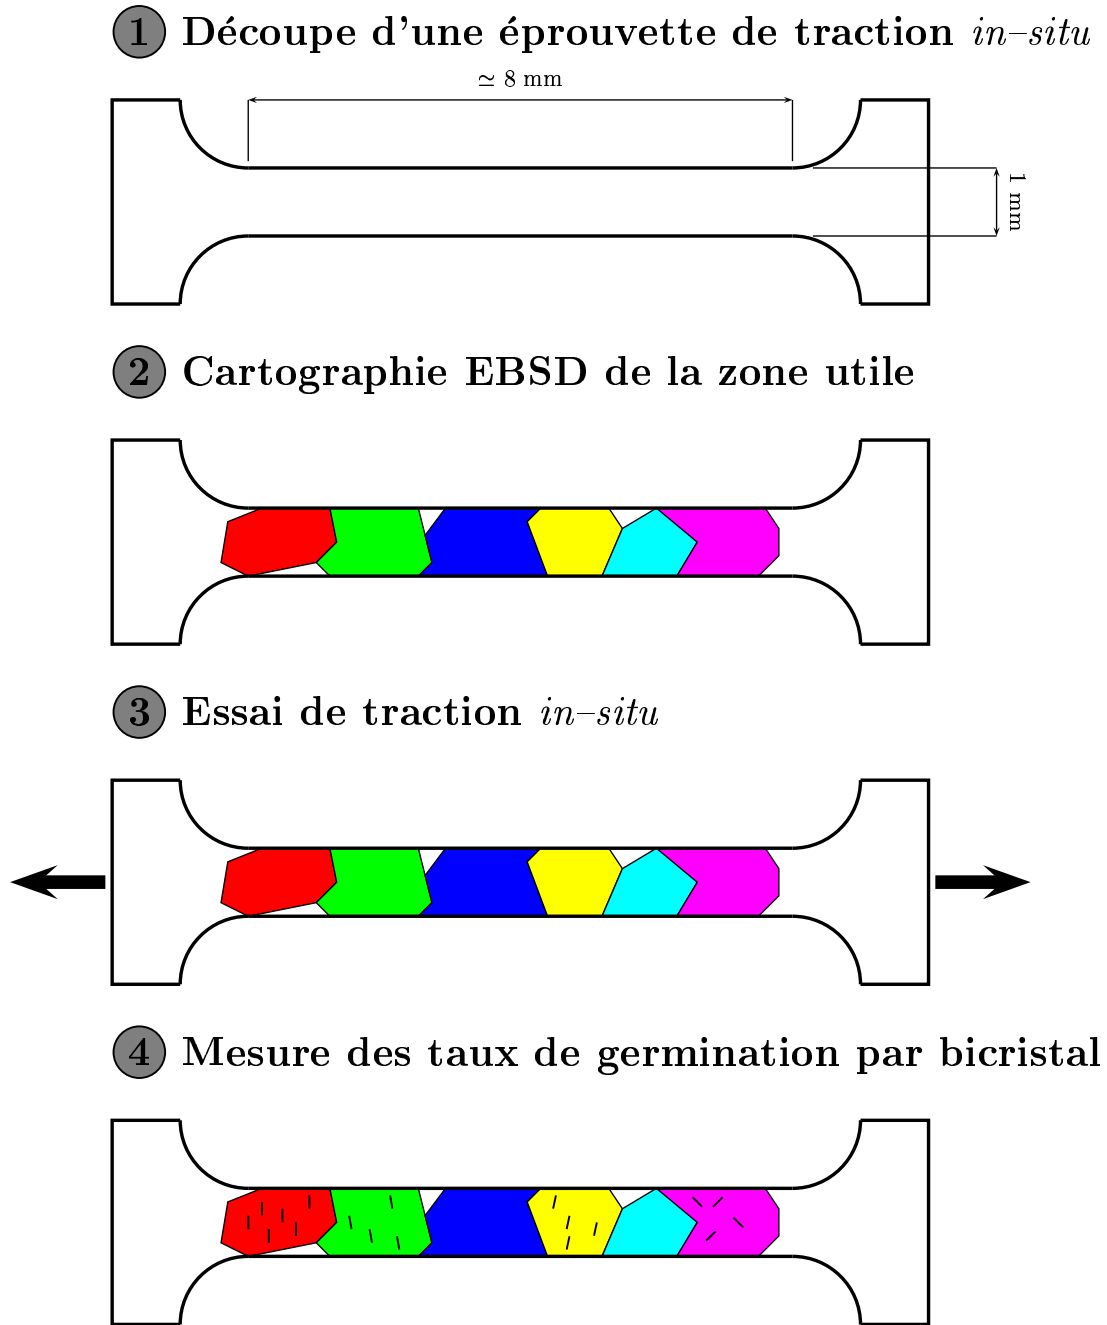 1 Découpe d'une éprouvette de traction in–situ
≃ 8 mm
1 mm
2 Cartographie EBSD de la zone utile
3 Essai de traction in–situ
4 Mesure des taux de germination par bicristal